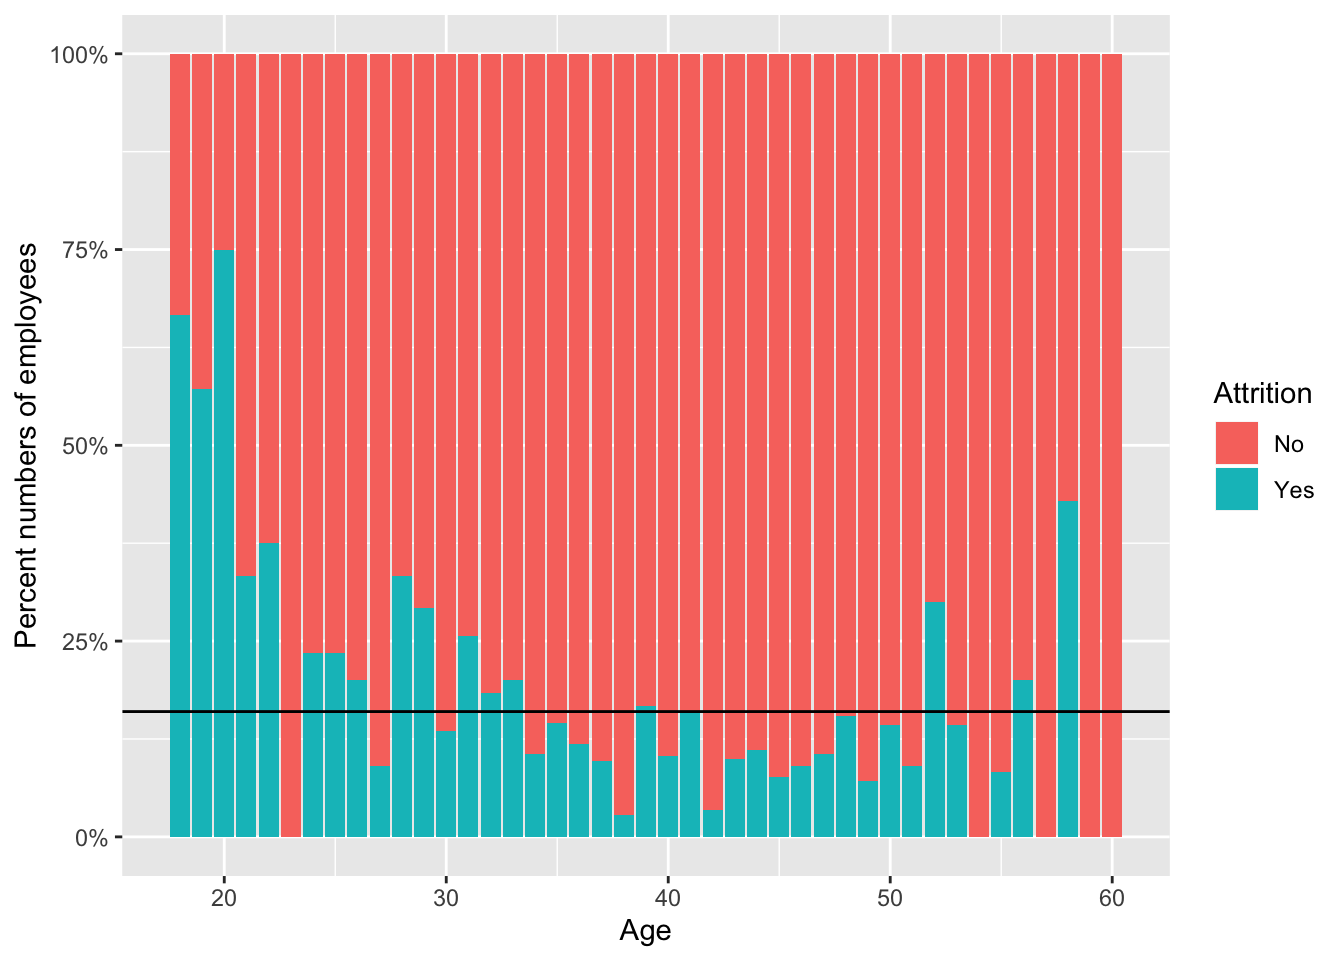 100%
75%
50%
25%
0%
Percent numbers of employees
20 30 40 50 60
Age
Attrition
No
Yes